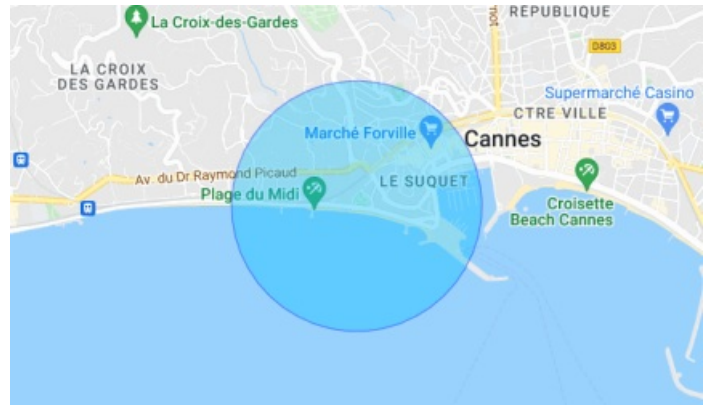 La Croix-des-Gardes
LA CROIX
DES GARDES
REPUBLIQUE
D803
Supermarché Casino
CTRE VILLE
Marché Forville
Cannes
Av. du Dr Raymond Picaud
Plage du Midi
LE SUQUET
Croisette
Beach Cannes